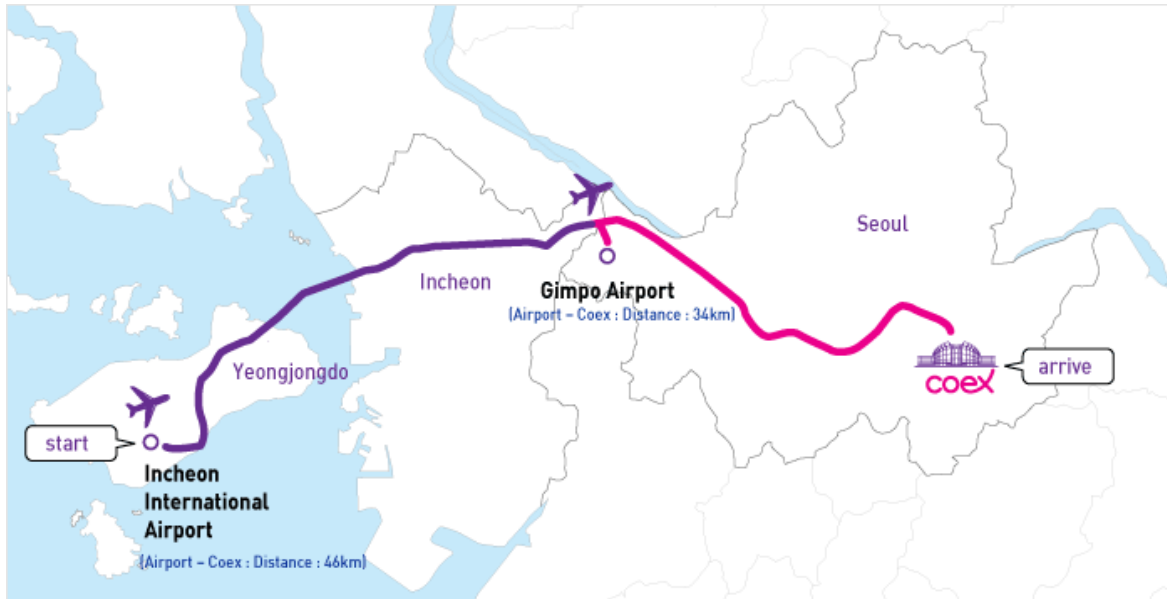 Seoul
Incheon
Gimpo Airport
(Airport – Coex : Distance : 34km)
Yeongjongdo
coex
arrive
start
Incheon
International
Airport
(Airport – Coex : Distance : 46km)